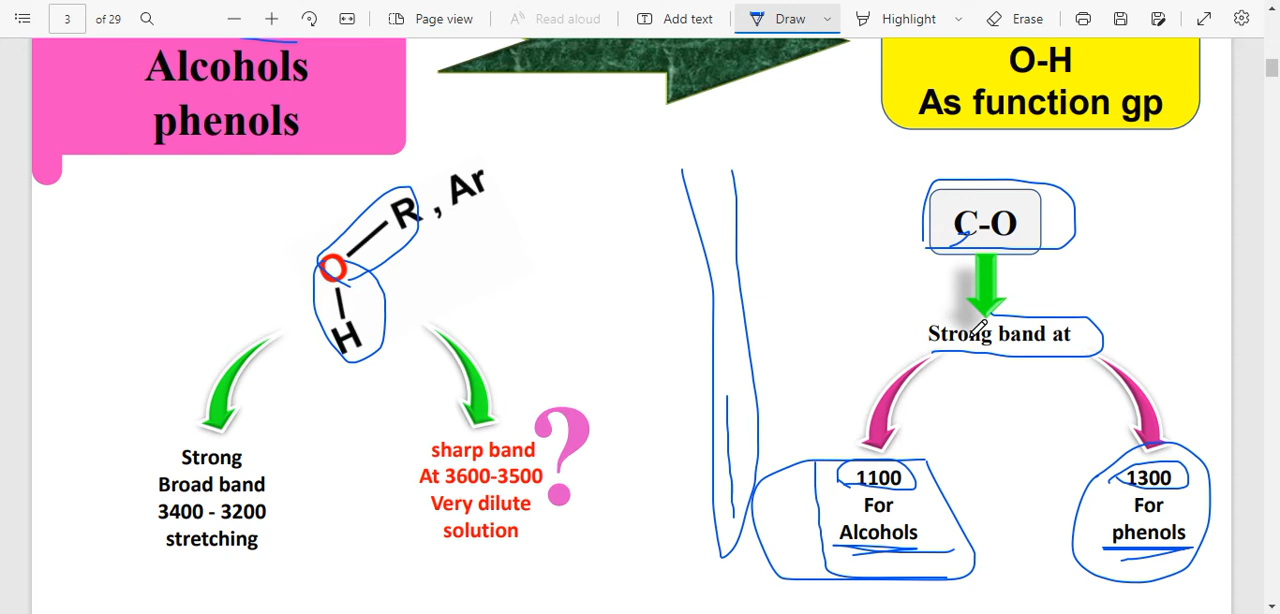 3
of 29
Page view
Read aloud
Add text
Draw
Highlight
Erase
Alcohols
phenols
O-H
As function gp
R , Ar
O
H
C-O
Strong band at
Strong
Broad band
3400 - 3200
stretching
sharp band
At 3600-3500
Very dilute
solution
?
1100
For
Alcohols
1300
For
phenols